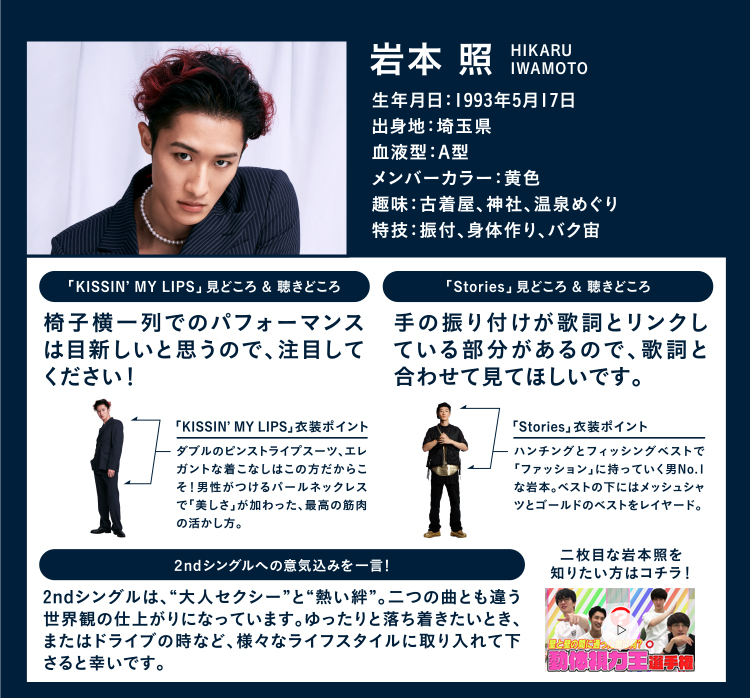 岩本 照
HIKARU
IWAMOTO
生年月日：1993年5月17日
出身地：埼玉県
血液型：A型
メンバーカラー：黄色
趣味：古着屋、神社、温泉めぐり
特技：振付、身体作り、バク宙
「KISSIN’ MY LIPS」見どころ & 聴きどころ
椅子横一列でのパフォーマンス
は目新しいと思うので、注目して
ください！
「KISSIN’ MY LIPS」衣装ポイント
ダブルのピンストライプスーツ、エレ
ガントな着こなしはこの方だからこ
そ！男性がつけるパールネックレス
で「美しさ」が加わった、最高の筋肉
の活かし方。
「Stories」見どころ & 聴きどころ
手の振り付けが歌詞とリンクし
ている部分があるので、歌詞と
合わせて見てほしいです。
「Stories」衣装ポイント
ハンチングとフィッシングベストで
「ファッション」に持っていく男No.1
な岩本。ベストの下にはメッシュシャ
ツとゴールドのベストをレイヤード。
2ndシングルへの意気込みを一言！
2ndシングルは、“大人セクシー”と“熱い絆”。二つの曲とも違う
世界観の仕上がりになっています。ゆったりと落ち着きたいとき、
またはドライブの時など、様々なライフスタイルに取り入れて下
さると幸いです。
二枚目な岩本照を
知りたい方はコチラ！
動体視力王選手権